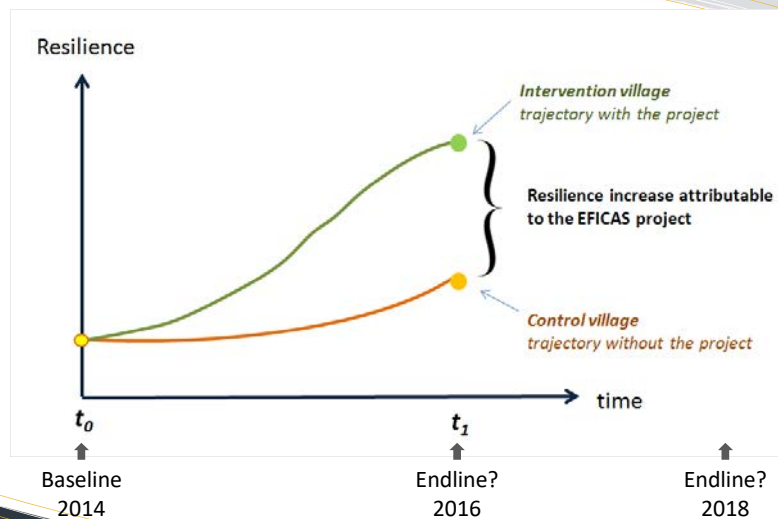 Resilience
Intervention village
trajectory with the project
Resilience increase attributable
to the EFICAS project
Control village
trajectory without the project
time
t0
t1
Baseline
2014
Endline?
2016
Endline?
2018